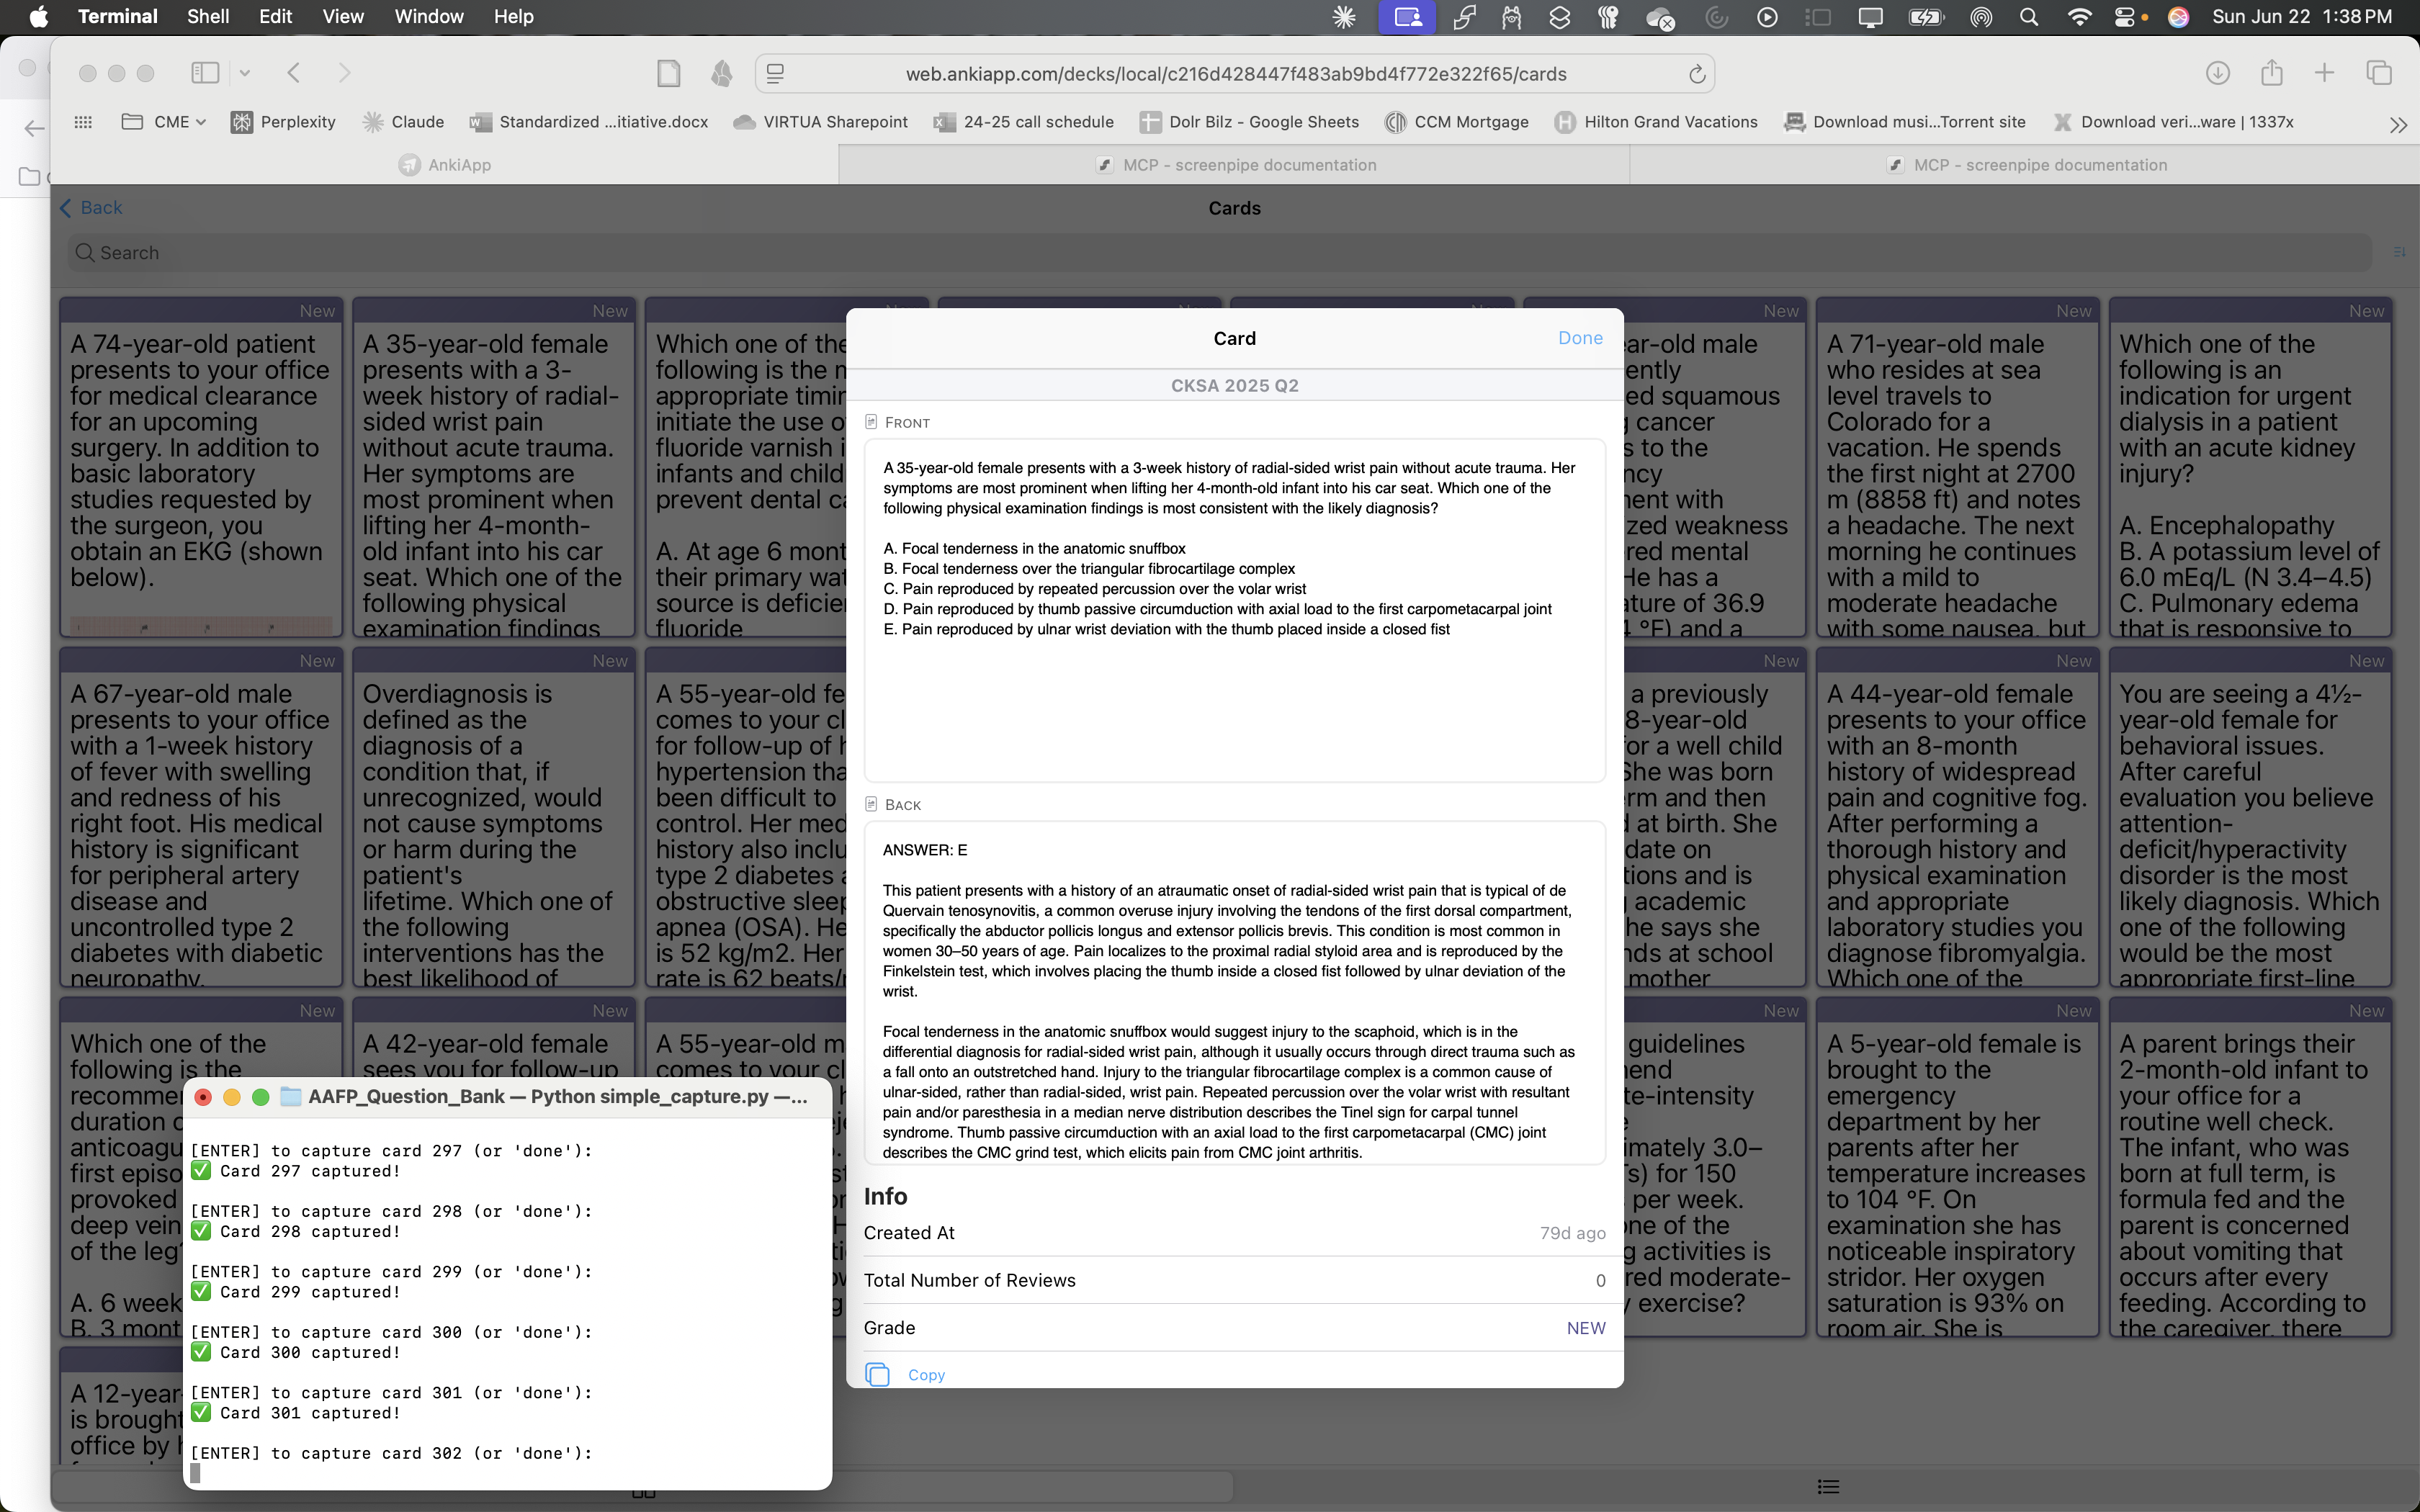 Terminal Shell Edit View Window Help Sun Jun 22 1:38 PM
web.ankiapp.com/decks/local/c216d428447f483ab9bd4f772e322f65/cards
CME Perplexity Claude Standardized ...itiative.docx VIRTUA Sharepoint 24-25 call schedule Dolr Bilz - Google Sheets CCM Mortgage Hilton Grand Vacations Download musi...Torrent site Download veri...ware | 1337x
AnkiApp MCP - screenpipe documentation MCP - screenpipe documentation
Back Cards
Search
New
A 74-year-old patient
presents to your office
for medical clearance
for an upcoming
surgery. In addition to
basic laboratory
studies requested by
the surgeon, you
obtain an EKG (shown
below).
New
A 35-year-old female
presents with a 3-
week history of radial-
sided wrist pain
without acute trauma.
Her symptoms are
most prominent when
lifting her 4-month-
old infant into his car
seat. Which one of the
following physical
examination findings
Which one of the
following is the m
appropriate timin
initiate the use o
fluoride varnish i
infants and child
prevent dental ca
A. At age 6 mont
their primary wat
source is deficie
fluoride
New
ar-old male
ently
ed squamous
g cancer
s to the
ncy
nent with
zed weakness
red mental
He has a
ature of 36.9
°F) and a
New
A 71-year-old male
who resides at sea
level travels to
Colorado for a
vacation. He spends
the first night at 2700
m (8858 ft) and notes
a headache. The next
morning he continues
with a mild to
moderate headache
with some nausea, but
New
Which one of the
following is an
indication for urgent
dialysis in a patient
with an acute kidney
injury?
A. Encephalopathy
B. A potassium level of
6.0 mEq/L (N 3.4–4.5)
C. Pulmonary edema
that is responsive to
New
A 67-year-old male
presents to your office
with a 1-week history
of fever with swelling
and redness of his
right foot. His medical
history is significant
for peripheral artery
disease and
uncontrolled type 2
diabetes with diabetic
neuropathy.
New
Overdiagnosis is
defined as the
diagnosis of a
condition that, if
unrecognized, would
not cause symptoms
or harm during the
patient's
lifetime. Which one of
the following
interventions has the
best likelihood of
A 55-year-old fe
comes to your cl
for follow-up of h
hypertension tha
been difficult to
control. Her med
history also inclu
type 2 diabetes a
obstructive sleep
apnea (OSA). He
is 52 kg/m2. Her
rate is 62 beats/r
New
a previously
8-year-old
or a well child
She was born
rm and then
d at birth. She
date on
tions and is
academic
he says she
nds at school
mother
New
A 44-year-old female
presents to your office
with an 8-month
history of widespread
pain and cognitive fog.
After performing a
thorough history and
physical examination
and appropriate
laboratory studies you
diagnose fibromyalgia.
Which one of the
New
You are seeing a 4½-
year-old female for
behavioral issues.
After careful
evaluation you believe
attention-
deficit/hyperactivity
disorder is the most
likely diagnosis. Which
one of the following
would be the most
appropriate first-line
New
Which one of the
following is the
recomme
duration o
anticoagu
first episo
provoked
deep vein
of the leg
A. 6 week
B. 3 mont
New
A 42-year-old female
sees you for follow-up
A 55-year-old m
comes to your cl
New
guidelines
nend
te-intensity
e
imately 3.0–
Ts) for 150
per week.
one of the
g activities is
red moderate-
y exercise?
New
A 5-year-old female is
brought to the
emergency
department by her
parents after her
temperature increases
to 104 °F. On
examination she has
noticeable inspiratory
stridor. Her oxygen
saturation is 93% on
room air. She is
New
A parent brings their
2-month-old infant to
your office for a
routine well check.
The infant, who was
born at full term, is
formula fed and the
parent is concerned
about vomiting that
occurs after every
feeding. According to
the caregiver, there
A 12-year
is brought
office by h
Card Done
CKSA 2025 Q2
FRONT
A 35-year-old female presents with a 3-week history of radial-sided wrist pain without acute trauma. Her
symptoms are most prominent when lifting her 4-month-old infant into his car seat. Which one of the
following physical examination findings is most consistent with the likely diagnosis?
A. Focal tenderness in the anatomic snuffbox
B. Focal tenderness over the triangular fibrocartilage complex
C. Pain reproduced by repeated percussion over the volar wrist
D. Pain reproduced by thumb passive circumduction with axial load to the first carpometacarpal joint
E. Pain reproduced by ulnar wrist deviation with the thumb placed inside a closed fist
BACK
ANSWER: E
This patient presents with a history of an atraumatic onset of radial-sided wrist pain that is typical of de
Quervain tenosynovitis, a common overuse injury involving the tendons of the first dorsal compartment,
specifically the abductor pollicis longus and extensor pollicis brevis. This condition is most common in
women 30–50 years of age. Pain localizes to the proximal radial styloid area and is reproduced by the
Finkelstein test, which involves placing the thumb inside a closed fist followed by ulnar deviation of the
wrist.
Focal tenderness in the anatomic snuffbox would suggest injury to the scaphoid, which is in the
differential diagnosis for radial-sided wrist pain, although it usually occurs through direct trauma such as
a fall onto an outstretched hand. Injury to the triangular fibrocartilage complex is a common cause of
ulnar-sided, rather than radial-sided, wrist pain. Repeated percussion over the volar wrist with resultant
pain and/or paresthesia in a median nerve distribution describes the Tinel sign for carpal tunnel
syndrome. Thumb passive circumduction with an axial load to the first carpometacarpal (CMC) joint
describes the CMC grind test, which elicits pain from CMC joint arthritis.
Info
Created At 79d ago
Total Number of Reviews 0
Grade NEW
Copy
AAFP_Question_Bank — Python simple_capture.py —...
[ENTER] to capture card 297 (or 'done'):
✅ Card 297 captured!
[ENTER] to capture card 298 (or 'done'):
✅ Card 298 captured!
[ENTER] to capture card 299 (or 'done'):
✅ Card 299 captured!
[ENTER] to capture card 300 (or 'done'):
✅ Card 300 captured!
[ENTER] to capture card 301 (or 'done'):
✅ Card 301 captured!
[ENTER] to capture card 302 (or 'done'):